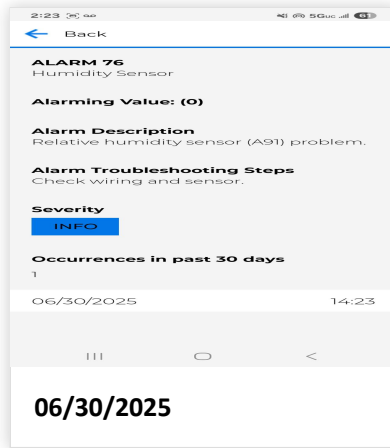 2:23
5Guc 61
Back
ALARM 76
Humidity Sensor
Alarming Value: (0)
Alarm Description
Relative humidity sensor (A91) problem.
Alarm Troubleshooting Steps
Check wiring and sensor.
Severity
INFO
Occurrences in past 30 days
1
06/30/2025 14:23
06/30/2025